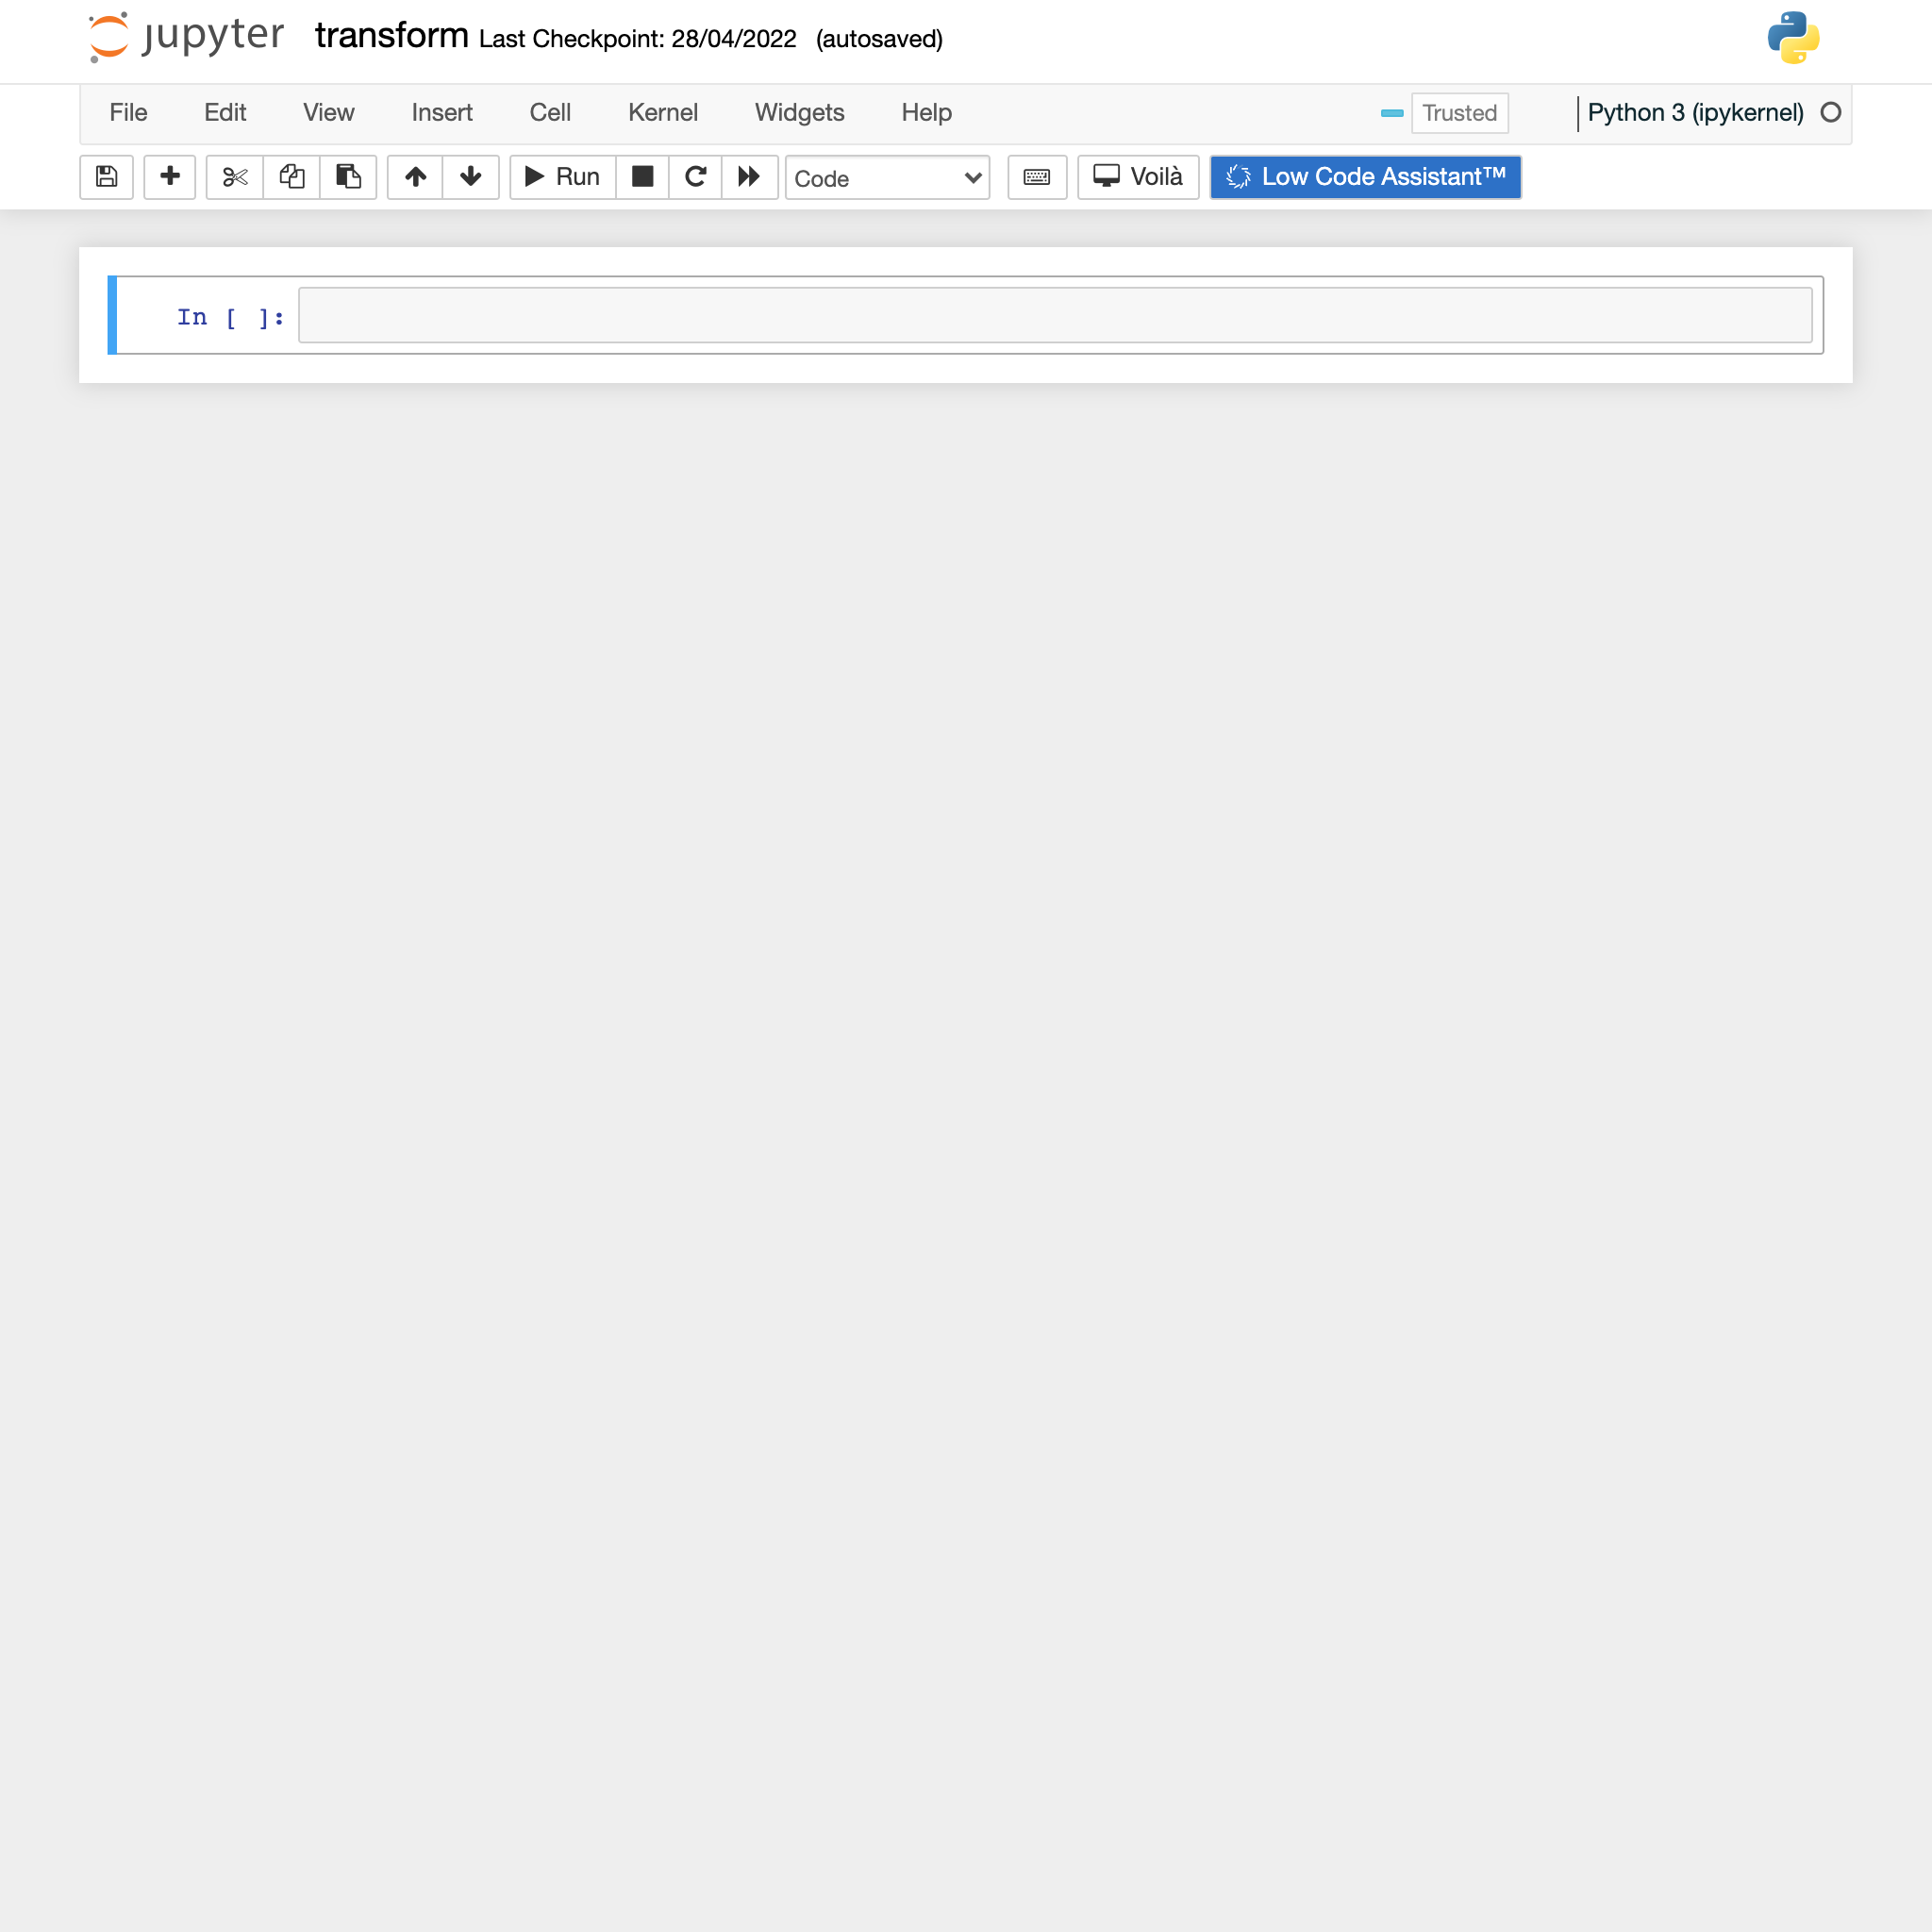 jupyter transform Last Checkpoint: 28/04/2022 (autosaved)
File Edit View Insert Cell Kernel Widgets Help Trusted Python 3 (ipykernel)
Run Code Voilà Low Code Assistant™
In [ ]: